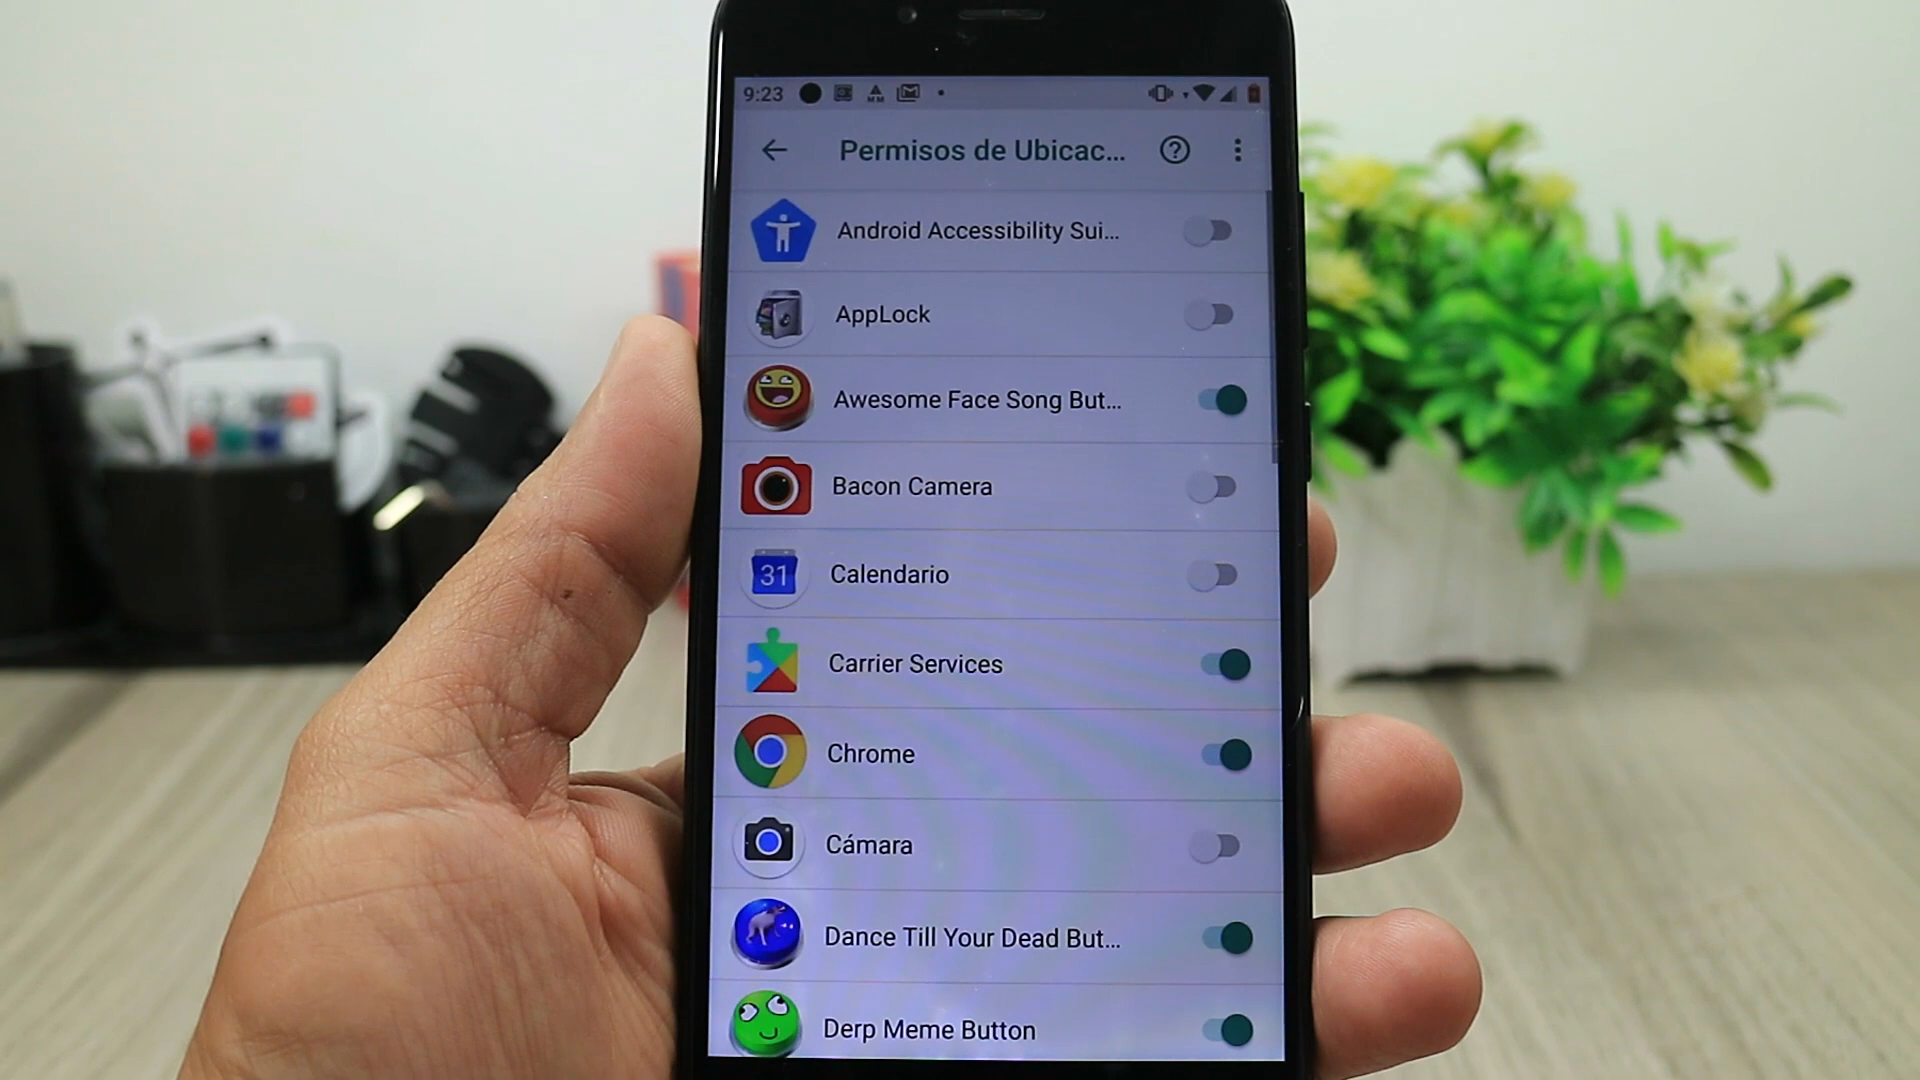 9:23
Permisos de Ubicac...
Android Accessibility Sui...
AppLock
Awesome Face Song But...
Bacon Camera
31
Calendario
Carrier Services
Chrome
Cámara
Dance Till Your Dead But...
Derp Meme Button